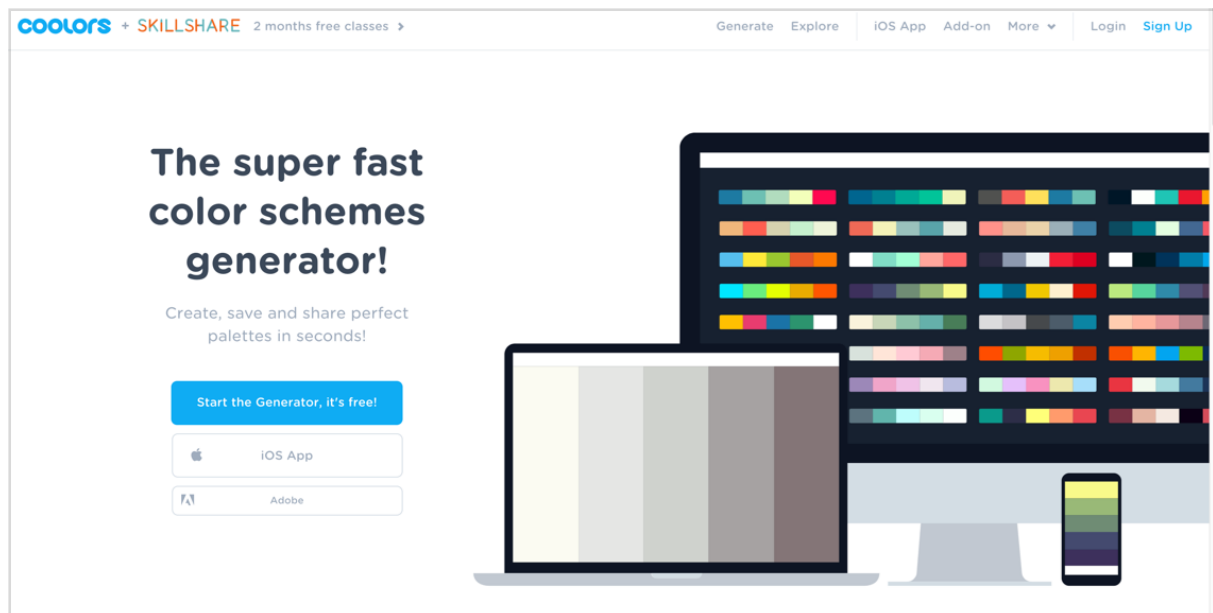 coolors + SKILLSHARE 2 months free classes >
Generate Explore iOS App Add-on More Login Sign Up
The super fast
color schemes
generator!
Create, save and share perfect
palettes in seconds!
Start the Generator, it's free!
iOS App
Adobe